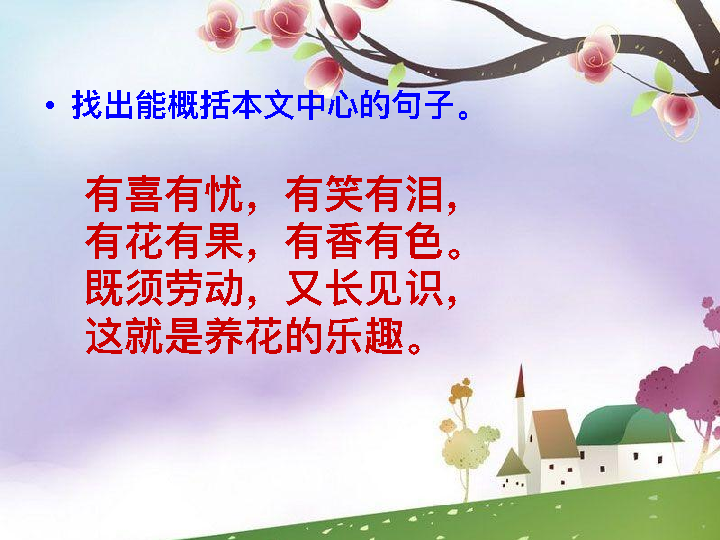 • 找出能概括本文中心的句子。
有喜有忧，有笑有泪，
有花有果，有香有色。
既须劳动，又长见识，
这就是养花的乐趣。